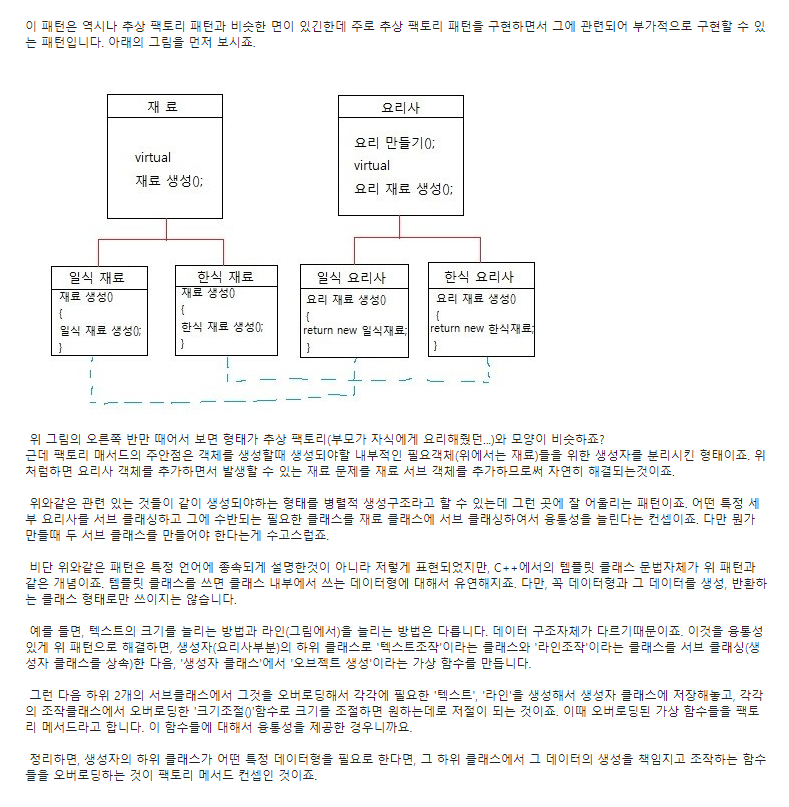 이 패턴은 역시나 추상 팩토리 패턴과 비슷한 면이 있긴한데 주로 추상 팩토리 패턴을 구현하면서 그에 관련되어 부가적으로 구현할 수 있
는 패턴입니다. 아래의 그림을 먼저 보시죠.
재 료
virtual
재료 생성();
요리사
요리 만들기();
virtual
요리 재료 생성();
일식 재료
재료 생성()
{
일식 재료 생성();
}
한식 재료
재료 생성()
{
한식 재료 생성();
}
일식 요리사
요리 재료 생성()
{
return new 일식재료;
}
한식 요리사
요리 재료 생성()
{
return new 한식재료;
}
위 그림의 오른쪽 반만 때어서 보면 형태가 추상 팩토리(부모가 자식에게 요리해줬던...)와 모양이 비슷하죠?
근데 팩토리 매서드의 주안점은 객체를 생성할때 생성되야할 내부적인 필요객체(위에서는 재료)들을 위한 생성자를 분리시킨 형태이죠. 위
처럼하면 요리사 객체를 추가하면서 발생할 수 있는 재료 문제를 재료 서브 객체를 추가하므로써 자연히 해결되는것이죠.
위와같은 관련 있는 것들이 같이 생성되야하는 형태를 병렬적 생성구조라고 할 수 있는데 그런 곳에 잘 어울리는 패턴이죠. 어떤 특정 세
부 요리사를 서브 클래싱하고 그에 수반되는 필요한 클래스를 재료 클래스에 서브 클래싱하여서 융통성을 늘린다는 컨셉이죠. 다만 뭔가
만들때 두 서브 클래스를 만들어야 한다는게 수고스럽죠.
비단 위와같은 패턴은 특정 언어에 종속되게 설명한것이 아니라 저렇게 표현되었지만, C++에서의 템플릿 클래스 문법자체가 위 패턴과
같은 개념이죠. 템플릿 클래스를 쓰면 클래스 내부에서 쓰는 데이터형에 대해서 유연해지죠. 다만, 꼭 데이터형과 그 데이터를 생성, 반환하
는 클래스 형태로만 쓰이지는 않습니다.
예를 들면, 텍스트의 크기를 늘리는 방법과 라인(그림에서)을 늘리는 방법은 다릅니다. 데이터 구조자체가 다르기때문이죠. 이것을 융통성
있게 위 패턴으로 해결하면, 생성자(요리사부분)의 하위 클래스로 '텍스트조작'이라는 클래스와 '라인조작'이라는 클래스를 서브 클래싱(생
성자 클래스를 상속)한 다음, '생성자 클래스'에서 '오브젝트 생성'이라는 가상 함수를 만듭니다.
그런 다음 하위 2개의 서브클래스에서 그것을 오버로딩해서 각각에 필요한 '텍스트', '라인'을 생성해서 생성자 클래스에 저장해놓고, 각각
의 조작클래스에서 오버로딩한 '크기조절()'함수로 크기를 조절하면 원하는데로 저절이 되는 것이죠. 이때 오버로딩된 가상 함수들을 팩토
리 메서드라고 합니다. 이 함수들에 대해서 융통성을 제공한 경우니까요.
정리하면, 생성자의 하위 클래스가 어떤 특정 데이터형을 필요로 한다면, 그 하위 클래스에서 그 데이터의 생성을 책임지고 조작하는 함수
들을 오버로딩하는 것이 팩토리 메서드 컨셉인 것이죠.